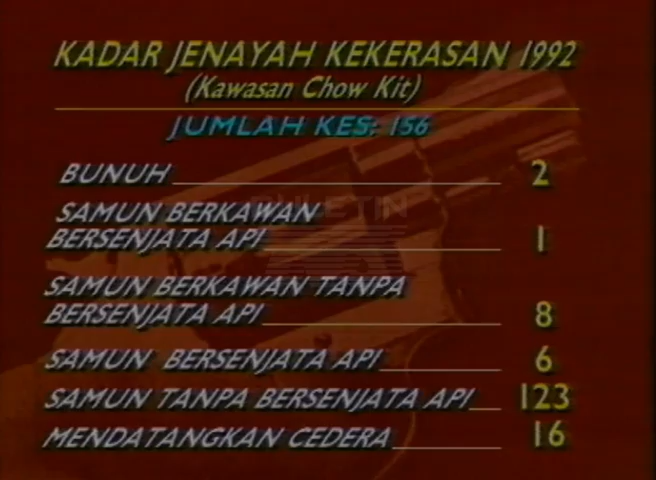 KADAR JENAYAH KEKERASAN 1992
(Kawasan Chow Kit)
JUMLAH KES: 156
BUNUH 2
SAMUN BERKAWAN
BERSENJATA API 1
SAMUN BERKAWAN TANPA
BERSENJATA API 8
SAMUN BERSENJATA API 6
SAMUN TANPA BERSENJATA API 123
MENDATANGKAN CEDERA 16
BULETIN